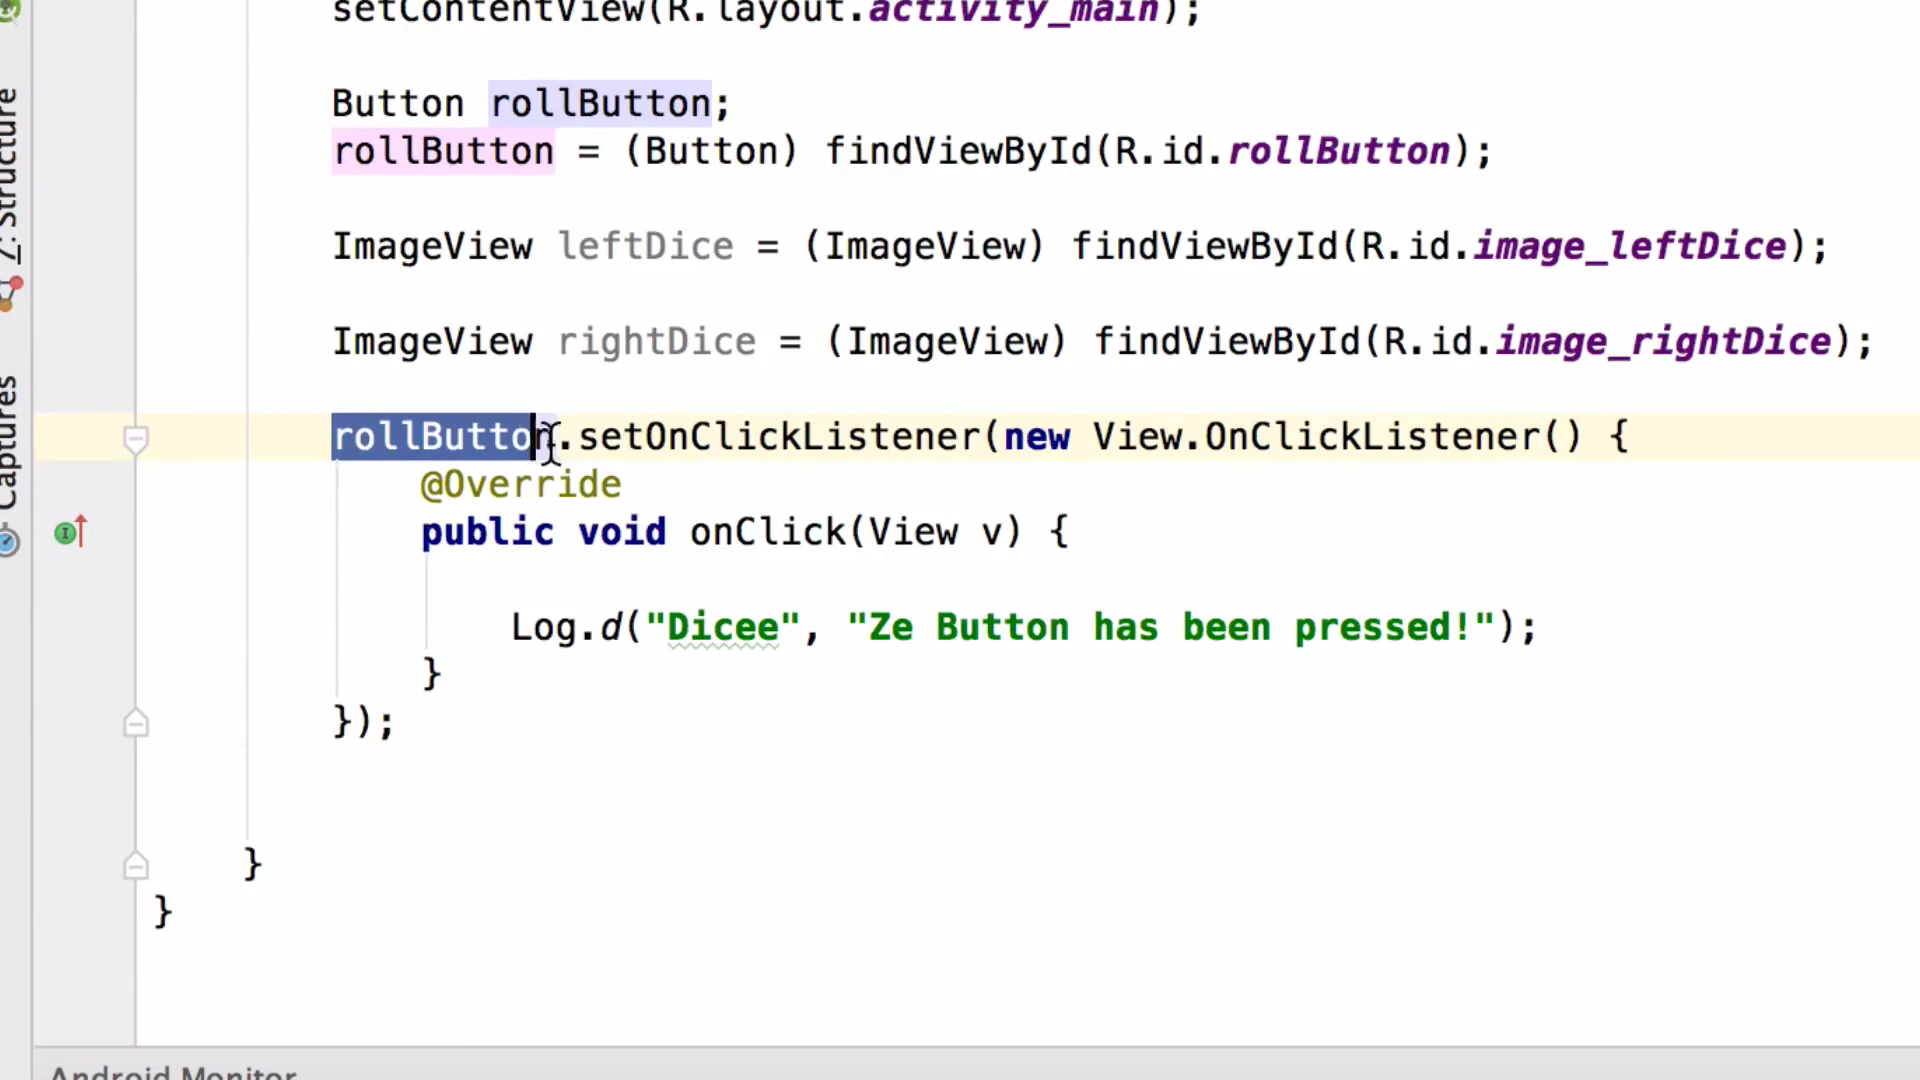 setContentView(R.layout.activity_main);
Button rollButton;
rollButton = (Button) findViewById(R.id.rollButton);
ImageView leftDice = (ImageView) findViewById(R.id.image_leftDice);
ImageView rightDice = (ImageView) findViewById(R.id.image_rightDice);
rollButton.setOnClickListener(new View.OnClickListener() {
@Override
public void onClick(View v) {
Log.d("Dicee", "Ze Button has been pressed!");
}
});
}
}
7: Structure
Captures
Android Monitor